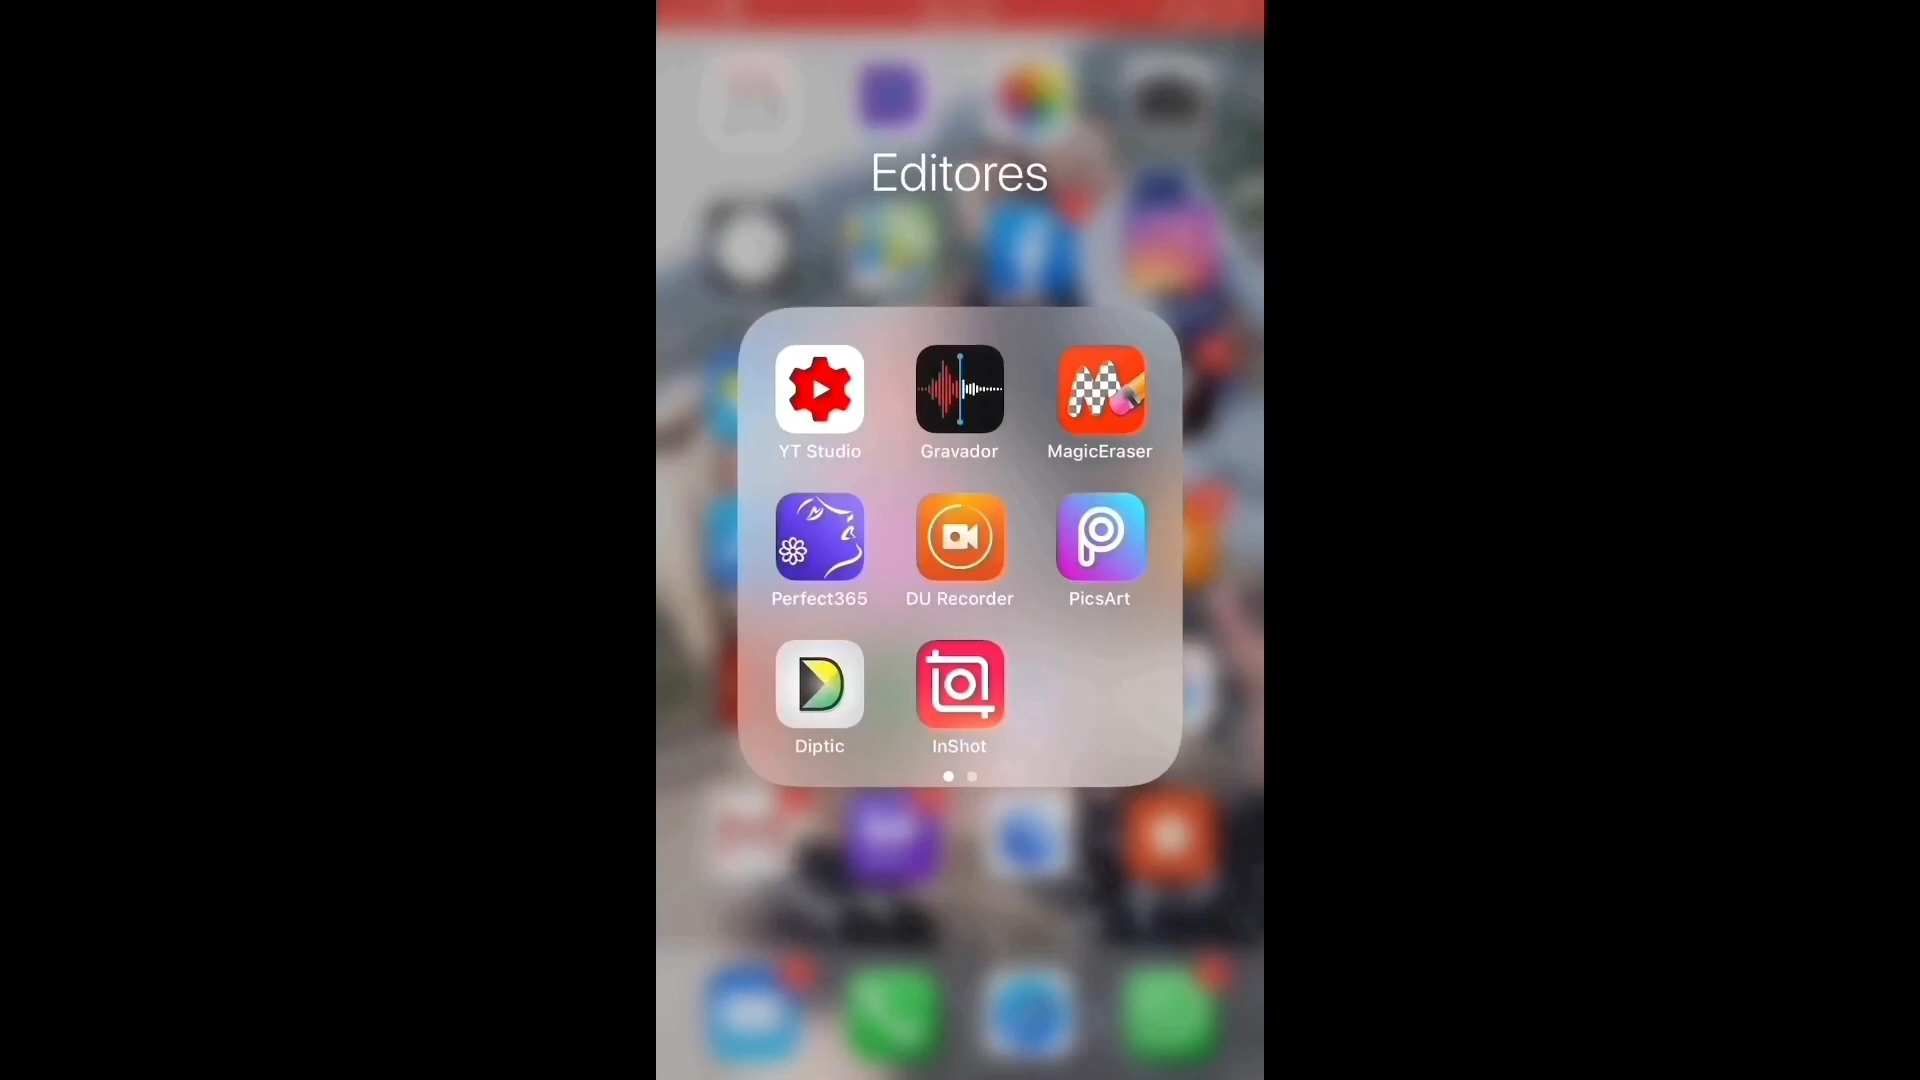 Editores
YT Studio
Gravador
MagicEraser
Perfect365
DU Recorder
PicsArt
Diptic
InShot